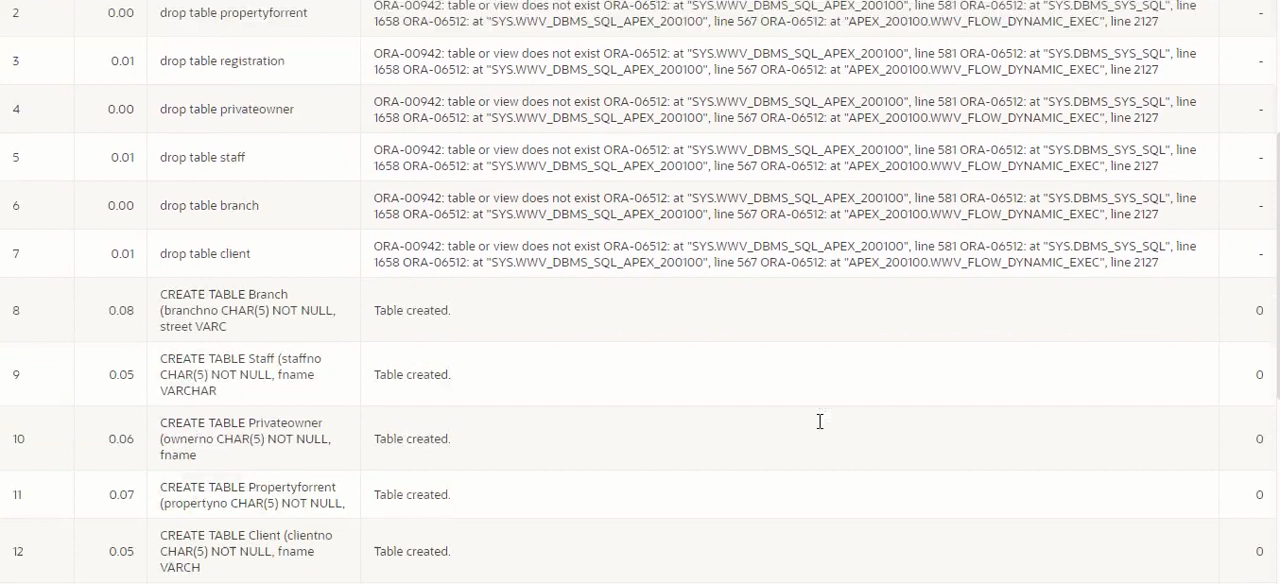 ORA-00942: table or view does not exist ORA-06512: at "SYS.WWV_DBMS_SQL_APEX_200100", line 581 ORA-06512: at "SYS.DBMS_SYS_SQL", line
2 0.00 drop table propertyforrent 1658 ORA-06512: at "SYS.WWV_DBMS_SQL_APEX_200100", line 567 ORA-06512: at "APEX_200100.WWV_FLOW_DYNAMIC_EXEC", line 2127 -
3 0.01 drop table registration ORA-00942: table or view does not exist ORA-06512: at "SYS.WWV_DBMS_SQL_APEX_200100", line 581 ORA-06512: at "SYS.DBMS_SYS_SQL", line
1658 ORA-06512: at "SYS.WWV_DBMS_SQL_APEX_200100", line 567 ORA-06512: at "APEX_200100.WWV_FLOW_DYNAMIC_EXEC", line 2127 -
4 0.00 drop table privateowner ORA-00942: table or view does not exist ORA-06512: at "SYS.WWV_DBMS_SQL_APEX_200100", line 581 ORA-06512: at "SYS.DBMS_SYS_SQL", line
1658 ORA-06512: at "SYS.WWV_DBMS_SQL_APEX_200100", line 567 ORA-06512: at "APEX_200100.WWV_FLOW_DYNAMIC_EXEC", line 2127 -
5 0.01 drop table staff ORA-00942: table or view does not exist ORA-06512: at "SYS.WWV_DBMS_SQL_APEX_200100", line 581 ORA-06512: at "SYS.DBMS_SYS_SQL", line
1658 ORA-06512: at "SYS.WWV_DBMS_SQL_APEX_200100", line 567 ORA-06512: at "APEX_200100.WWV_FLOW_DYNAMIC_EXEC", line 2127 -
6 0.00 drop table branch ORA-00942: table or view does not exist ORA-06512: at "SYS.WWV_DBMS_SQL_APEX_200100", line 581 ORA-06512: at "SYS.DBMS_SYS_SQL", line
1658 ORA-06512: at "SYS.WWV_DBMS_SQL_APEX_200100", line 567 ORA-06512: at "APEX_200100.WWV_FLOW_DYNAMIC_EXEC", line 2127 -
7 0.01 drop table client ORA-00942: table or view does not exist ORA-06512: at "SYS.WWV_DBMS_SQL_APEX_200100", line 581 ORA-06512: at "SYS.DBMS_SYS_SQL", line
1658 ORA-06512: at "SYS.WWV_DBMS_SQL_APEX_200100", line 567 ORA-06512: at "APEX_200100.WWV_FLOW_DYNAMIC_EXEC", line 2127 -
CREATE TABLE Branch
8 0.08 (branchno CHAR(5) NOT NULL, Table created. 0
street VARC
CREATE TABLE Staff (staffno
9 0.05 CHAR(5) NOT NULL, fname Table created. 0
VARCHAR
CREATE TABLE Privateowner
10 0.06 (ownerno CHAR(5) NOT NULL, Table created. 0
fname
CREATE TABLE Propertyforrent
11 0.07 (propertyno CHAR(5) NOT NULL, Table created. 0
CREATE TABLE Client (clientno
12 0.05 CHAR(5) NOT NULL, fname Table created. 0
VARCH